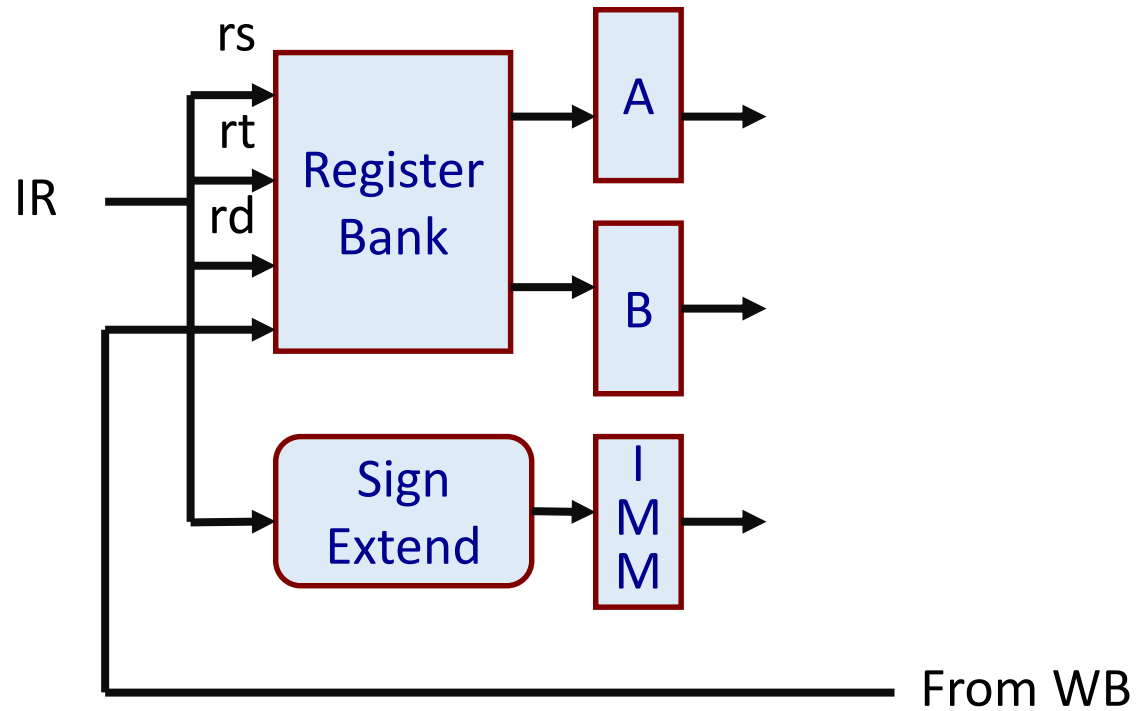 rs
rt
rd
IR
Register
Bank
A
B
Sign
Extend
I
M
M
From WB